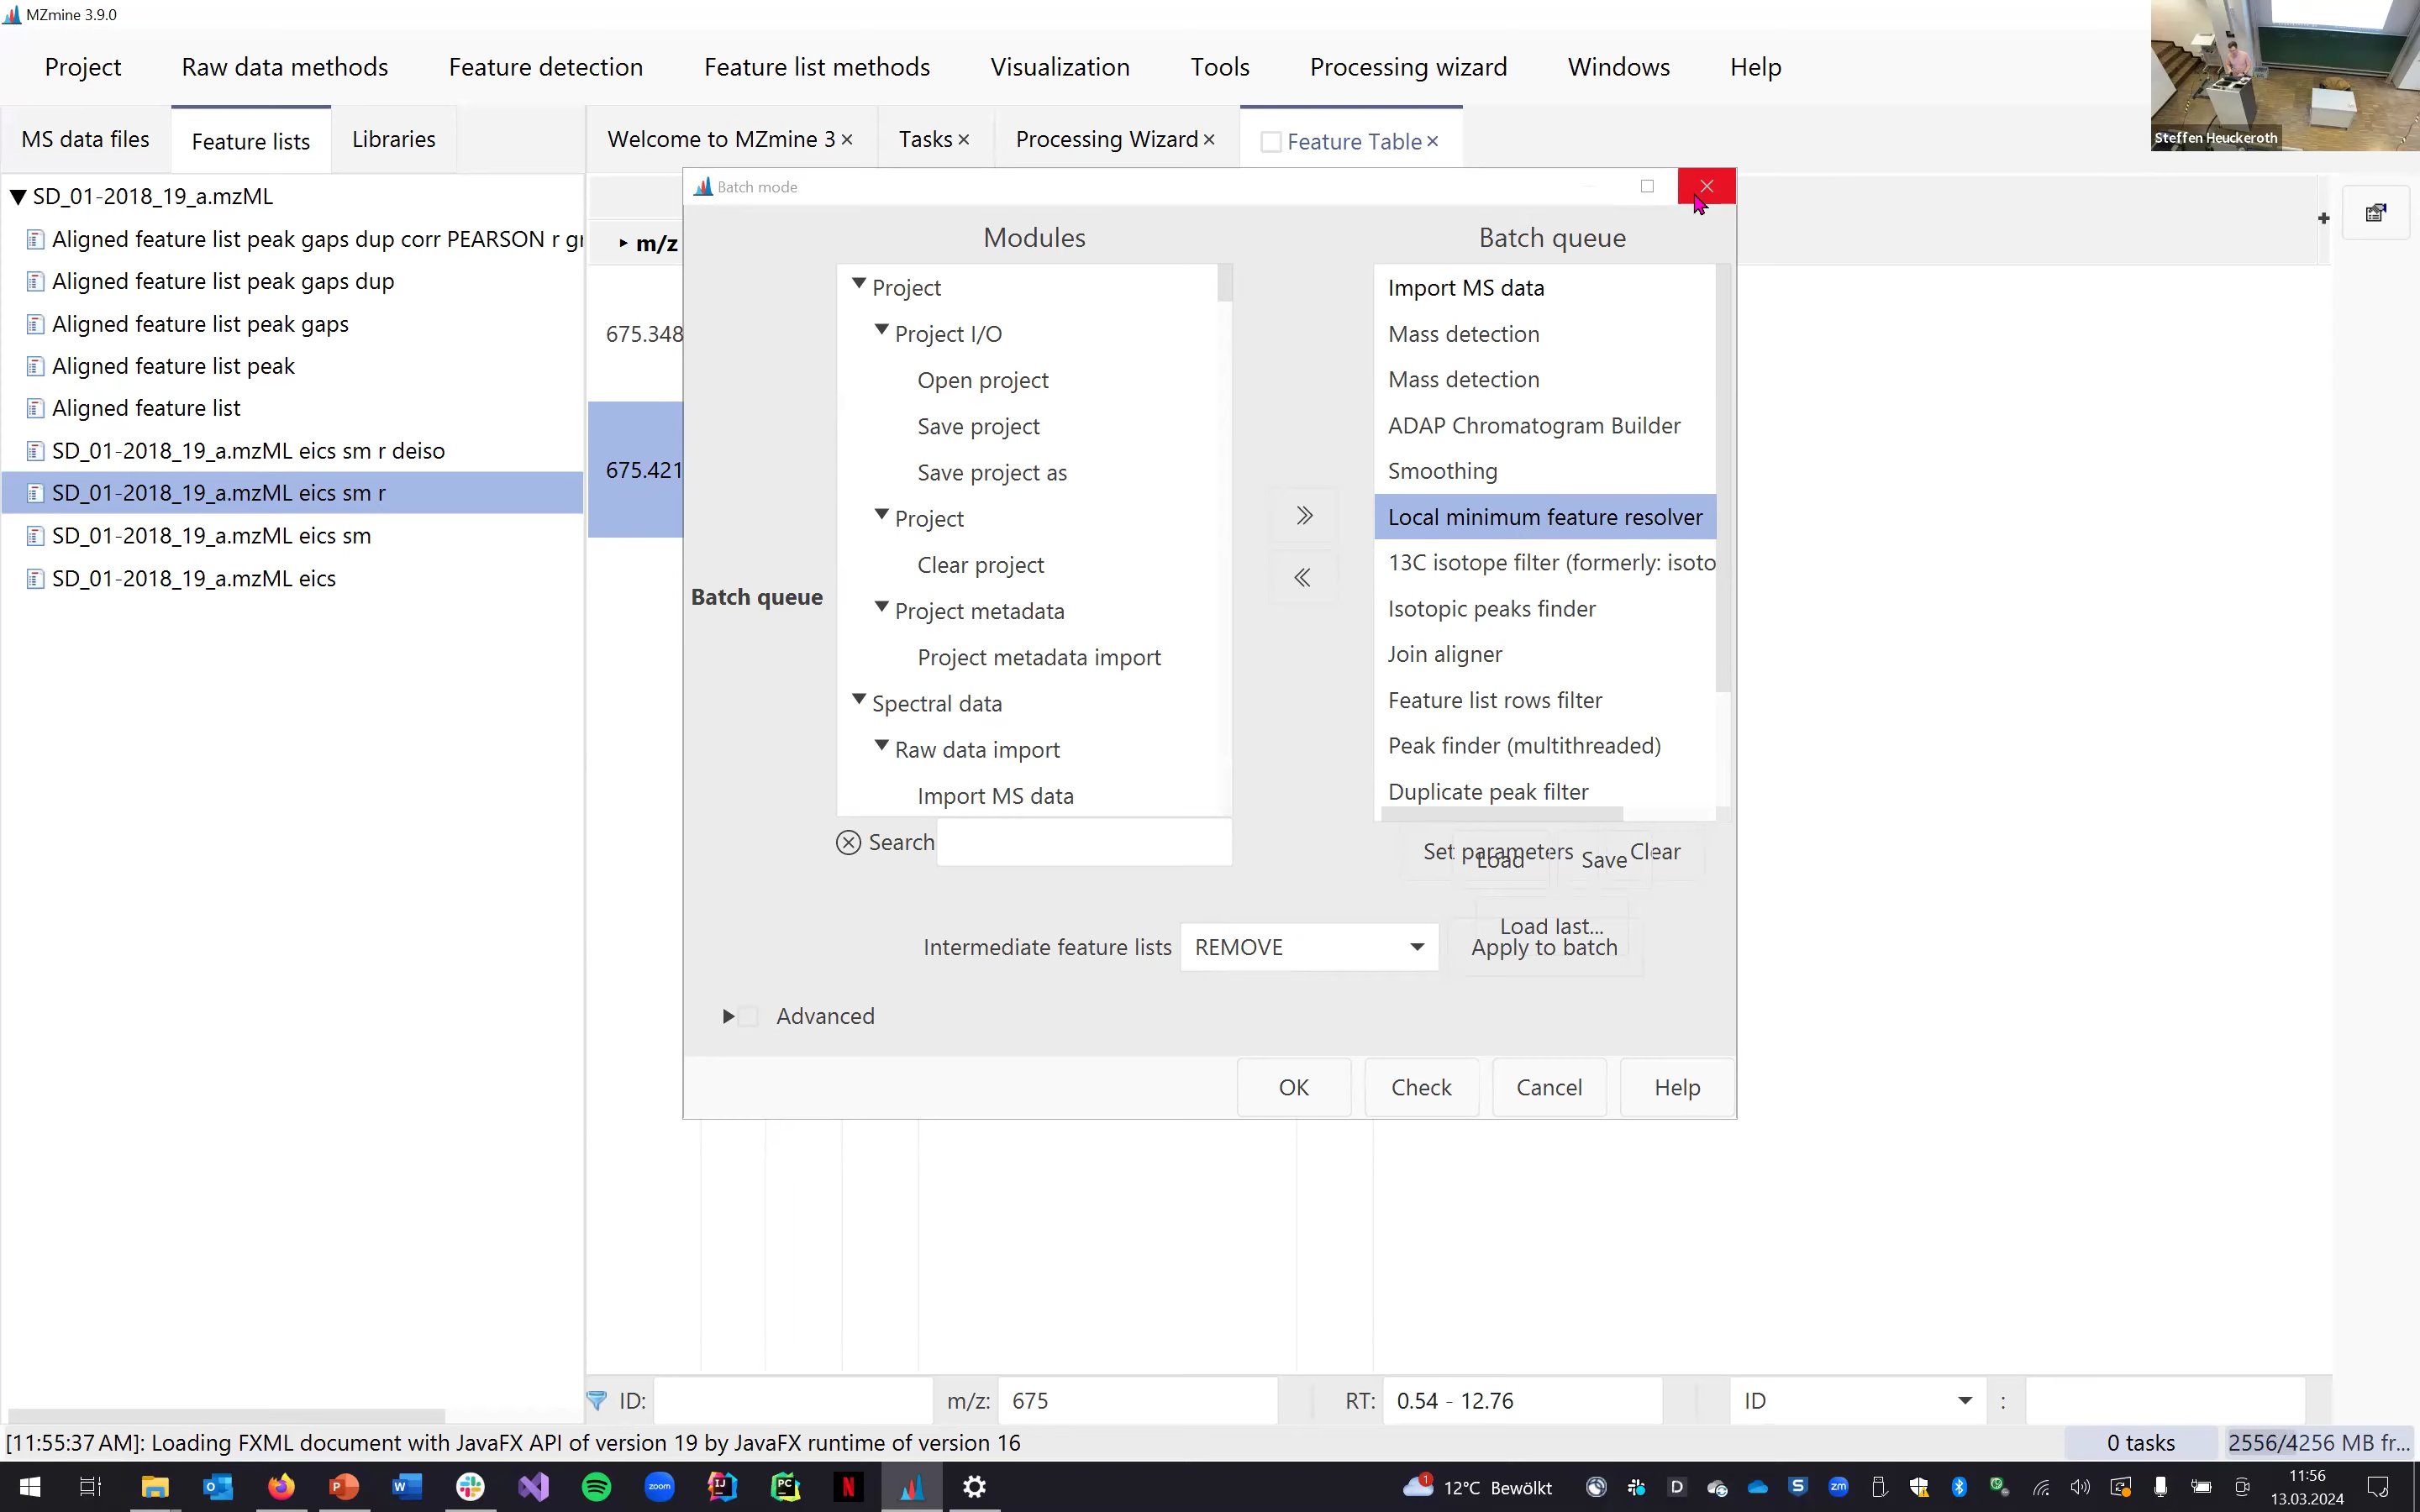 MZmine 3.9.0
Project Raw data methods Feature detection Feature list methods Visualization Tools Processing wizard Windows Help
Steffen Heuckeroth
MS data files Feature lists Libraries
Welcome to MZmine 3 × Tasks × Processing Wizard × Feature Table ×
SD_01-2018_19_a.mzML
Aligned feature list peak gaps dup corr PEARSON r gr
Aligned feature list peak gaps dup
Aligned feature list peak gaps
Aligned feature list peak
Aligned feature list
SD_01-2018_19_a.mzML eics sm r deiso
SD_01-2018_19_a.mzML eics sm r
SD_01-2018_19_a.mzML eics sm
SD_01-2018_19_a.mzML eics
m/z
675.348
675.421
Batch mode
Modules
Project
Project I/O
Open project
Save project
Save project as
Project
Clear project
Project metadata
Project metadata import
Spectral data
Raw data import
Import MS data
Search
Batch queue
Batch queue
Import MS data
Mass detection
Mass detection
ADAP Chromatogram Builder
Smoothing
Local minimum feature resolver
13C isotope filter (formerly: isoto
Isotopic peaks finder
Join aligner
Feature list rows filter
Peak finder (multithreaded)
Duplicate peak filter
Set parameters Clear
Load Save
Load last...
Intermediate feature lists REMOVE Apply to batch
Advanced
OK Check Cancel Help
ID: m/z: 675 RT: 0.54 - 12.76 ID :
[11:55:37 AM]: Loading FXML document with JavaFX API of version 19 by JavaFX runtime of version 16
0 tasks 2556/4256 MB fr...
zoom
1 12°C Bewölkt
zm
11:56
13.03.2024